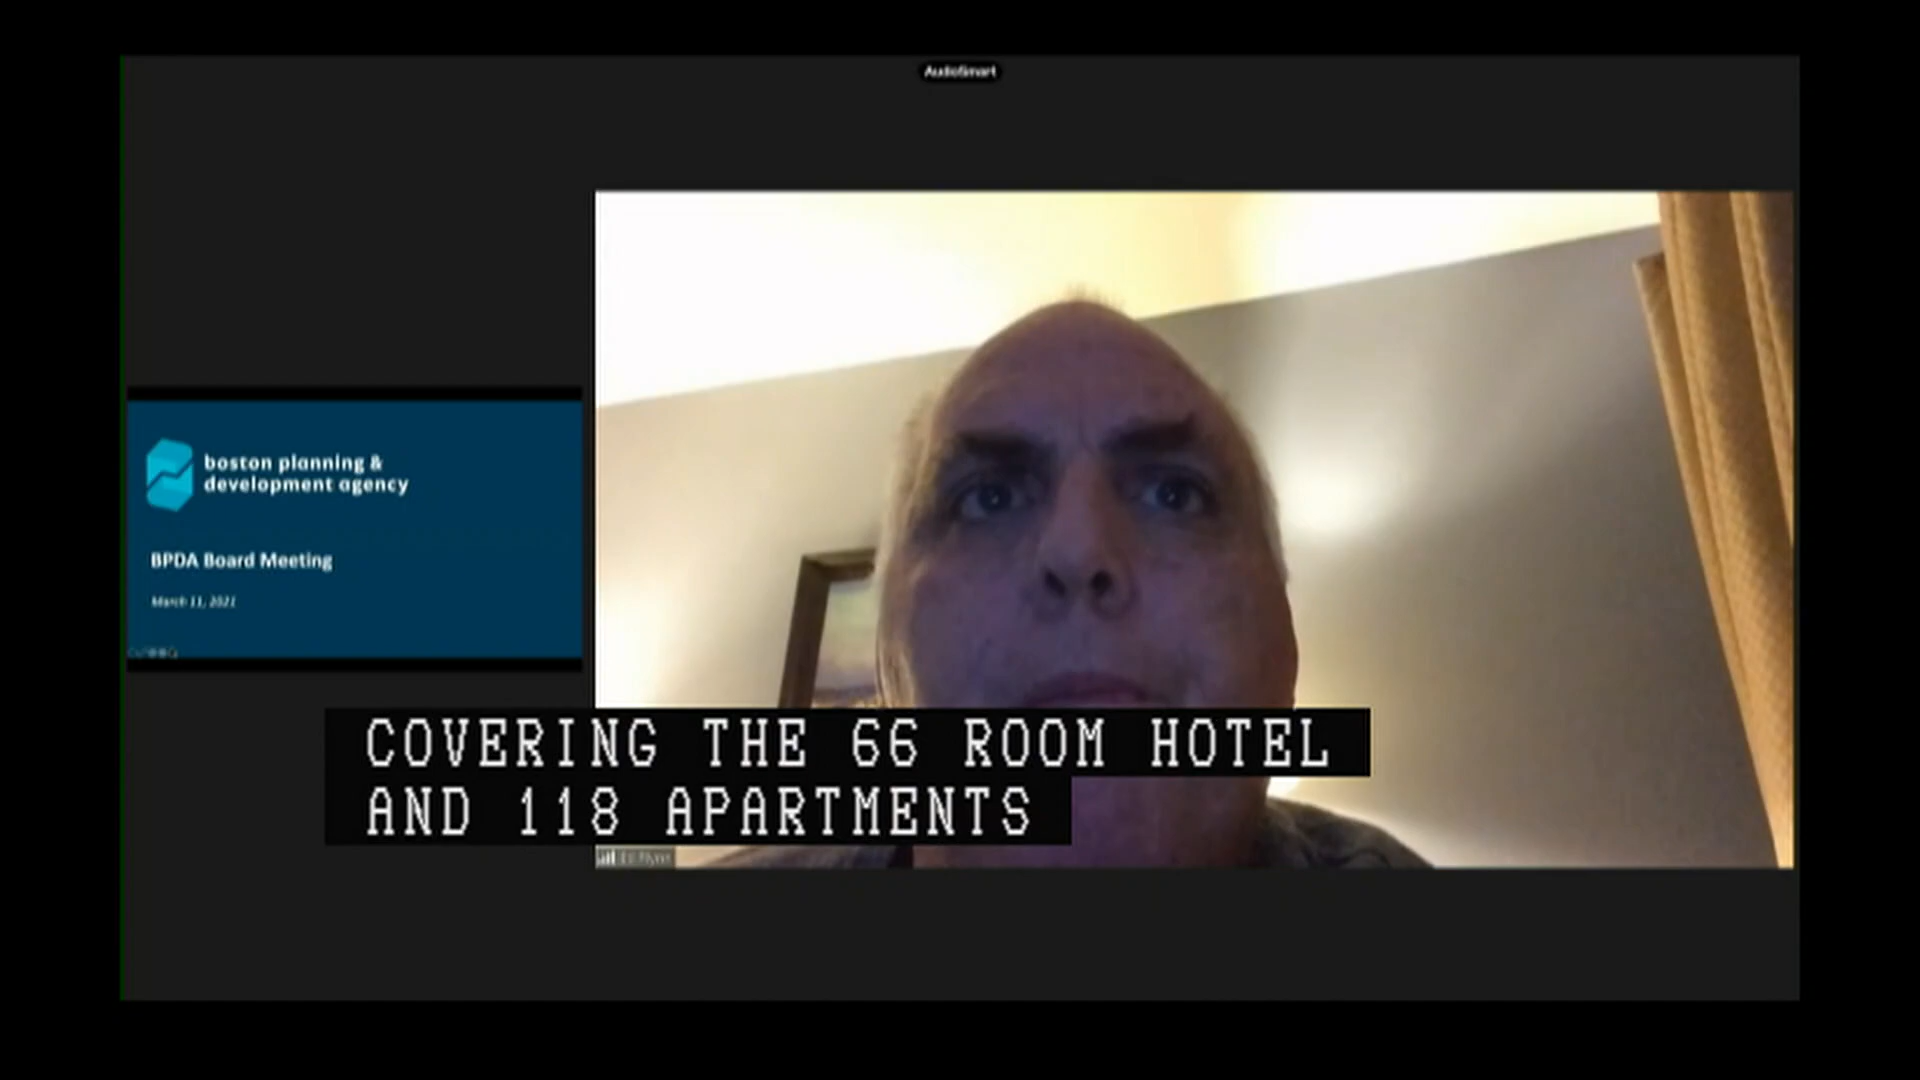 AudioSmart
boston planning &
development agency
BPDA Board Meeting
March 11, 2021
COVERING THE 66 ROOM HOTEL
AND 118 APARTMENTS